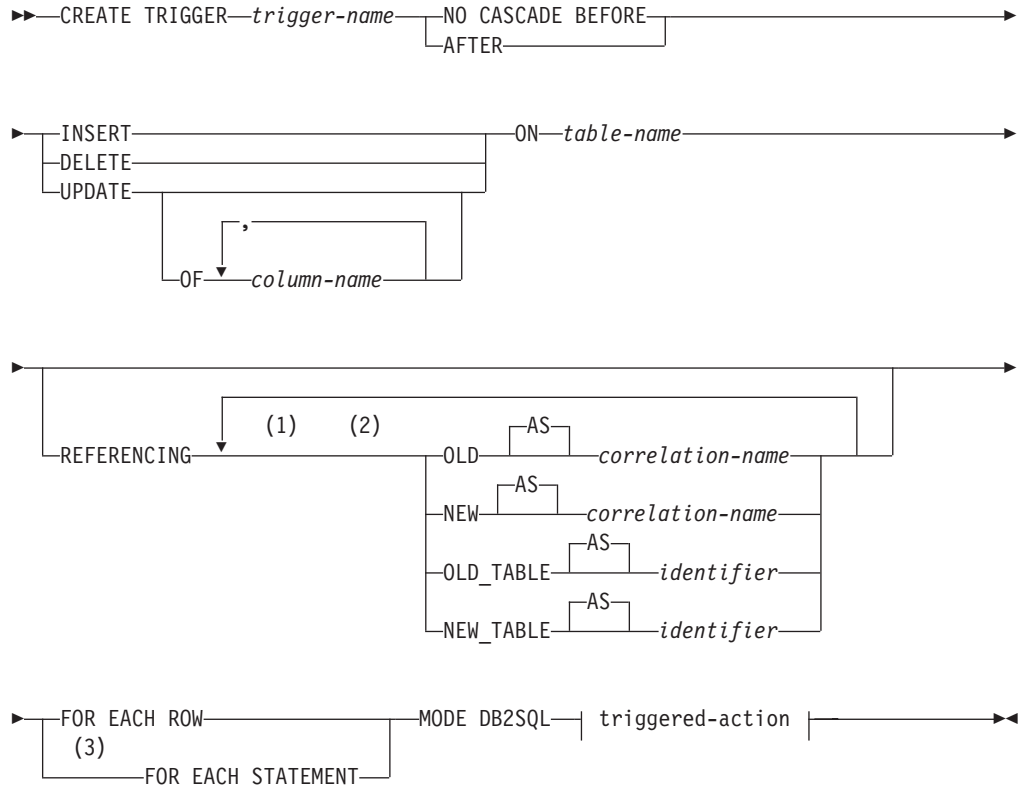 CREATE TRIGGER trigger-name NO CASCADE BEFORE
AFTER
INSERT ON table-name
DELETE
UPDATE
,
OF column-name
REFERENCING (1) (2) OLD AS correlation-name
NEW AS correlation-name
OLD_TABLE AS identifier
NEW_TABLE AS identifier
FOR EACH ROW MODE DB2SQL triggered-action
(3)
FOR EACH STATEMENT